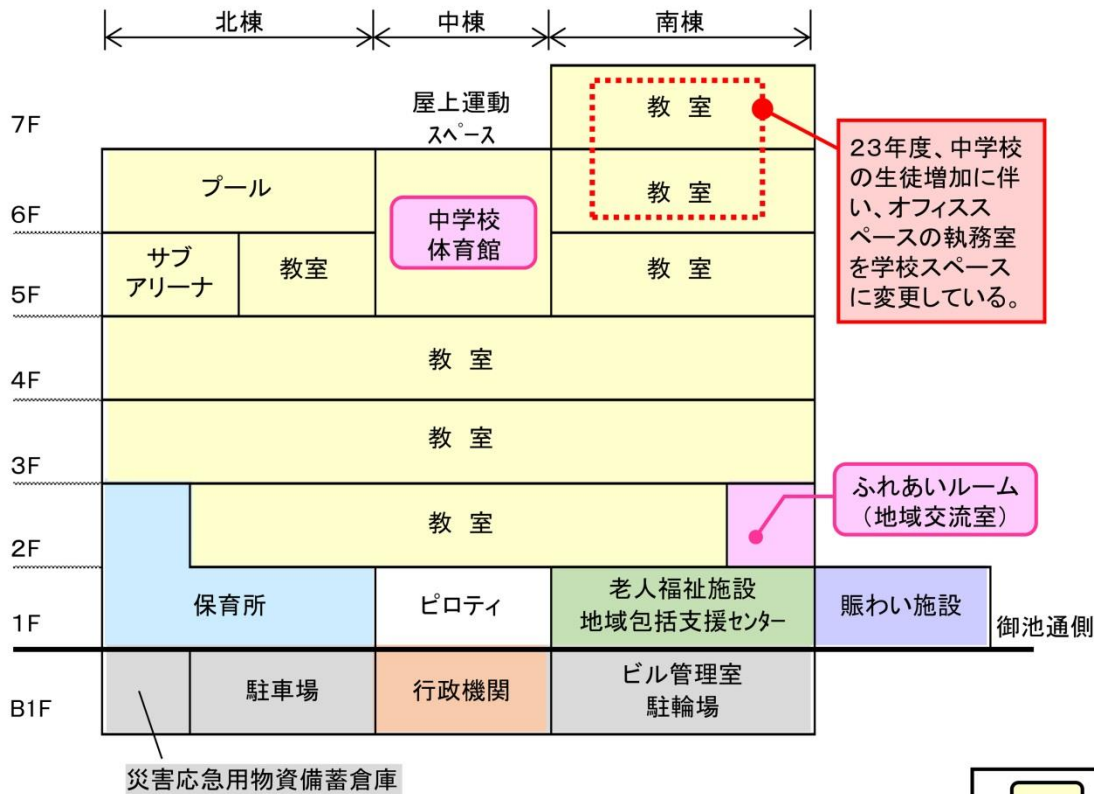 北棟
中棟
南棟
7F
屋上運動
スペース
教 室
23年度、中学校
の生徒増加に伴
い、オフィスス
ペースの執務室
を学校スペース
に変更している。
6F
プール
中学校
体育館
教 室
5F
サブ
アリーナ
教室
教 室
4F
教 室
3F
教 室
2F
教 室
ふれあいルーム
（地域交流室）
1F
保育所
ピロティ
老人福祉施設
地域包括支援センター
賑わい施設
御池通側
B1F
駐車場
行政機関
ビル管理室
駐輪場
災害応急用物資備蓄倉庫